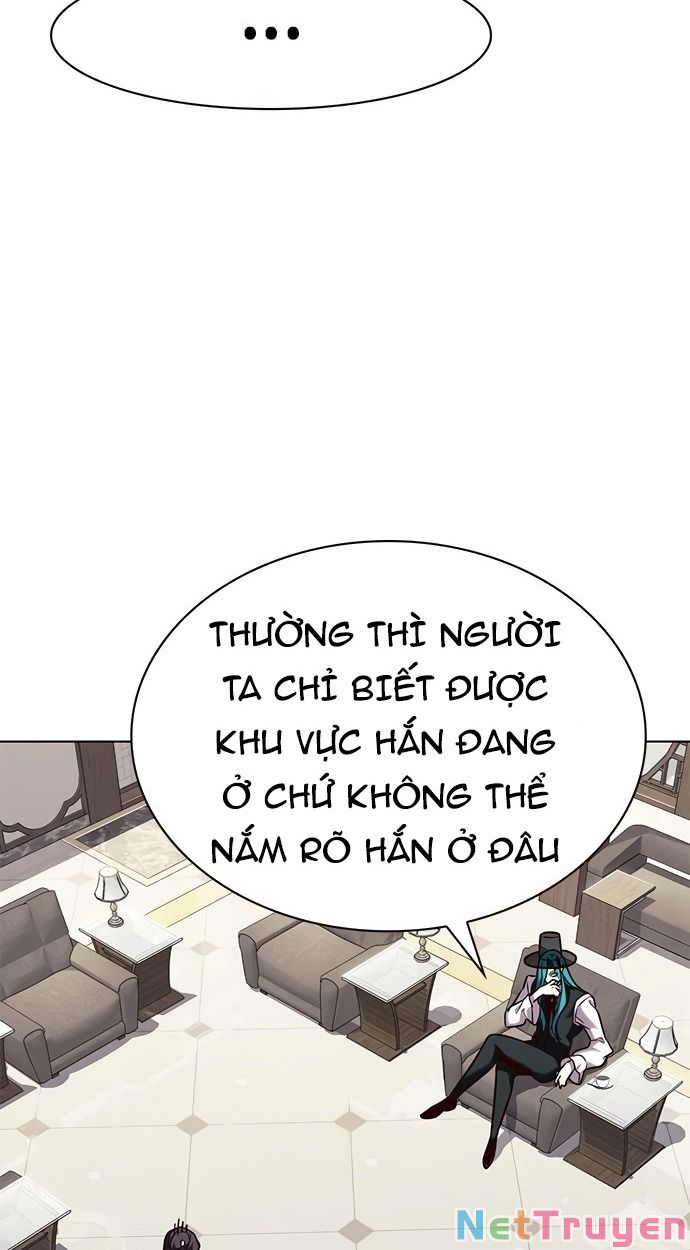 ...
THƯỜNG THÌ NGƯỜI
TA CHỈ BIẾT ĐƯỢC
KHU VỰC HẮN ĐANG
Ở CHỨ KHÔNG THỂ
NẮM RÕ HẮN Ở ĐÂU
NetTruyen